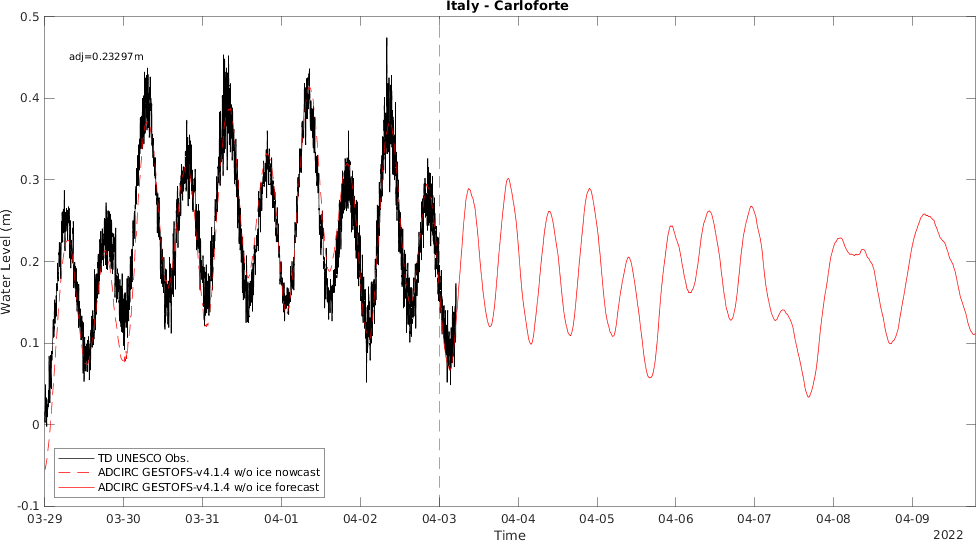 Italy - Carloforte
adj=0.23297m
0.5
0.4
0.3
0.2
0.1
0
-0.1
Water Level (m)
TD UNESCO Obs.
ADCIRC GESTOFS-v4.1.4 w/o ice nowcast
ADCIRC GESTOFS-v4.1.4 w/o ice forecast
03-29 03-30 03-31 04-01 04-02 04-03 04-04 04-05 04-06 04-07 04-08 04-09
Time
2022